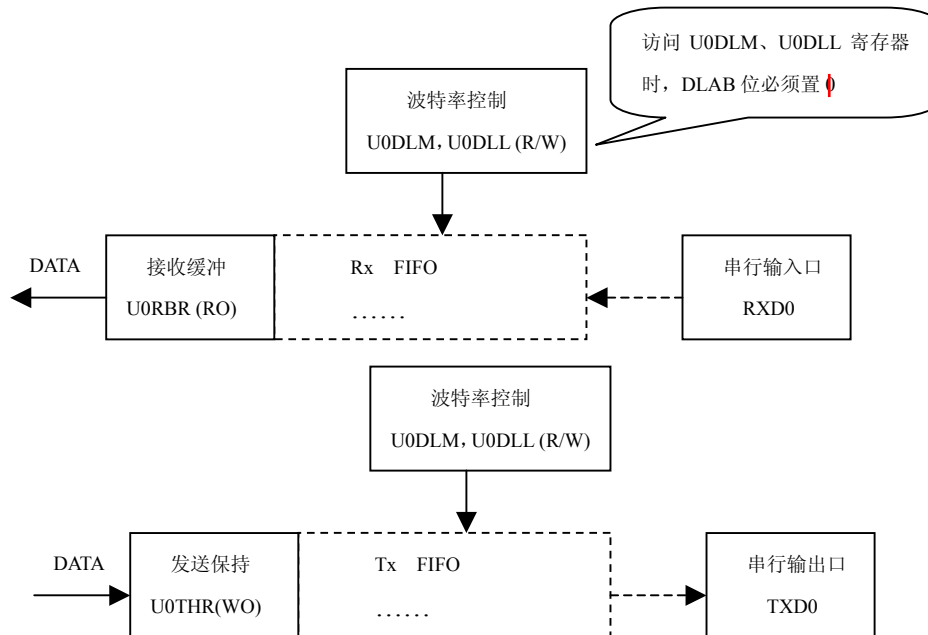 访问 U0DLM、U0DLL 寄存器
时，DLAB 位必须置 0
波特率控制
U0DLM，U0DLL (R/W)
DATA
接收缓冲
U0RBR (RO)
Rx FIFO
……
串行输入口
RXD0
波特率控制
U0DLM，U0DLL (R/W)
DATA
发送保持
U0THR(WO)
Tx FIFO
……
串行输出口
TXD0